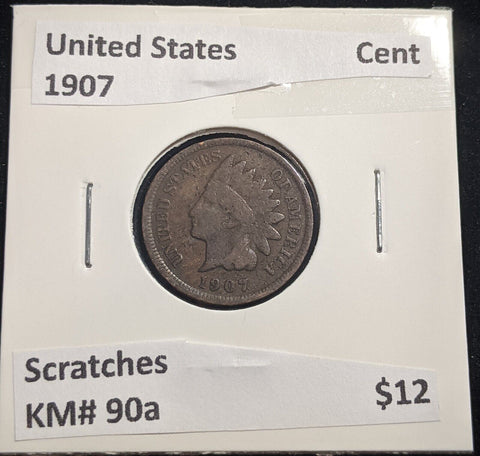 United States Cent
1907
UNITED STATES OF AMERICA
1907
Scratches
KM# 90a $12